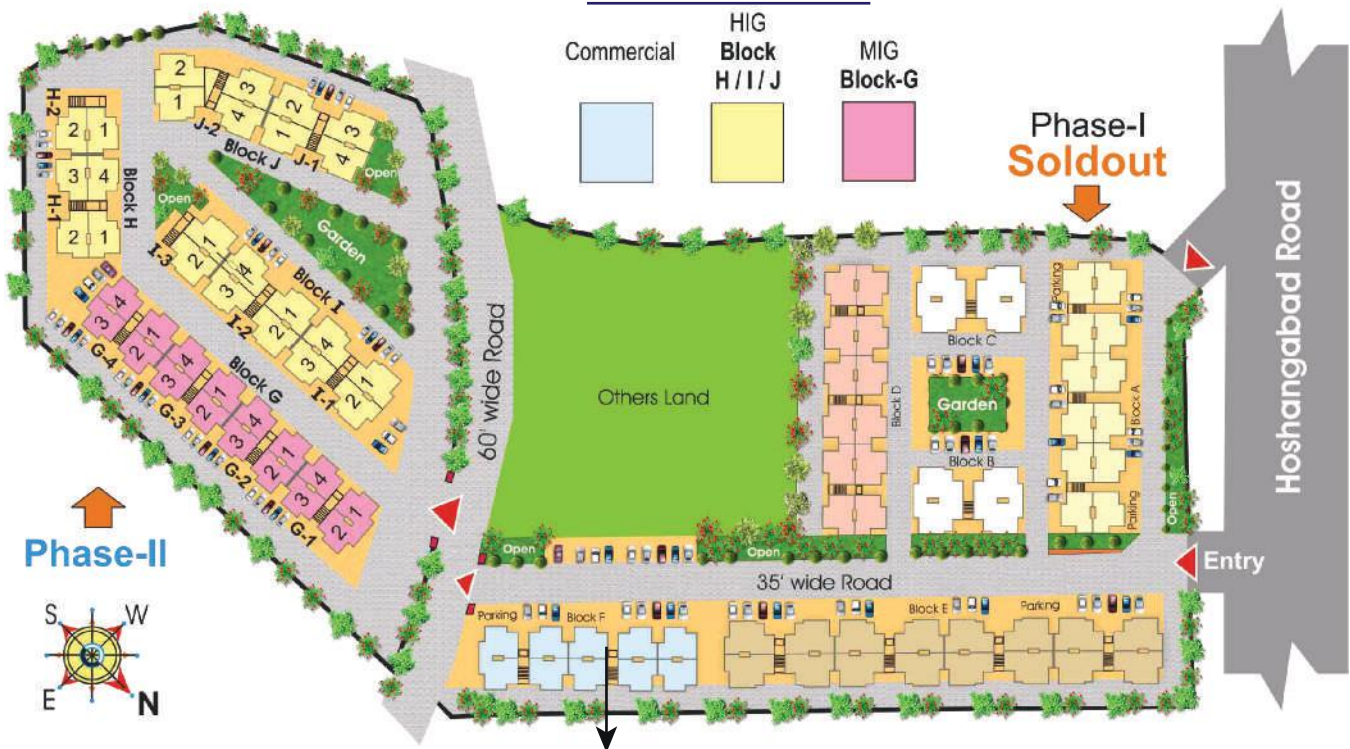 Commercial
HIG
Block
H / I / J
MIG
Block-G
Phase-I
Soldout
Hoshangabad Road
H-2
2 1
3 4
H-1
2 1
Block H
2
1
J-2
3
4
2
1
J-1
3
4
Block J
Open
Open
Garden
I-3
1
2
4
3
I-2
1
2
4
3
I-1
1
2
Block I
4
3
G-4
1
2
4
3
G-3
1
2
4
3
G-2
1
2
4
3
G-1
1
2
Block G
60' wide Road
Others Land
Block D
Block C
Garden
Block B
Parking
Block A
Parking
Open
Phase-II
Open
Open
Entry
35' wide Road
Parking
Block F
Block E
Parking
S
W
E
N